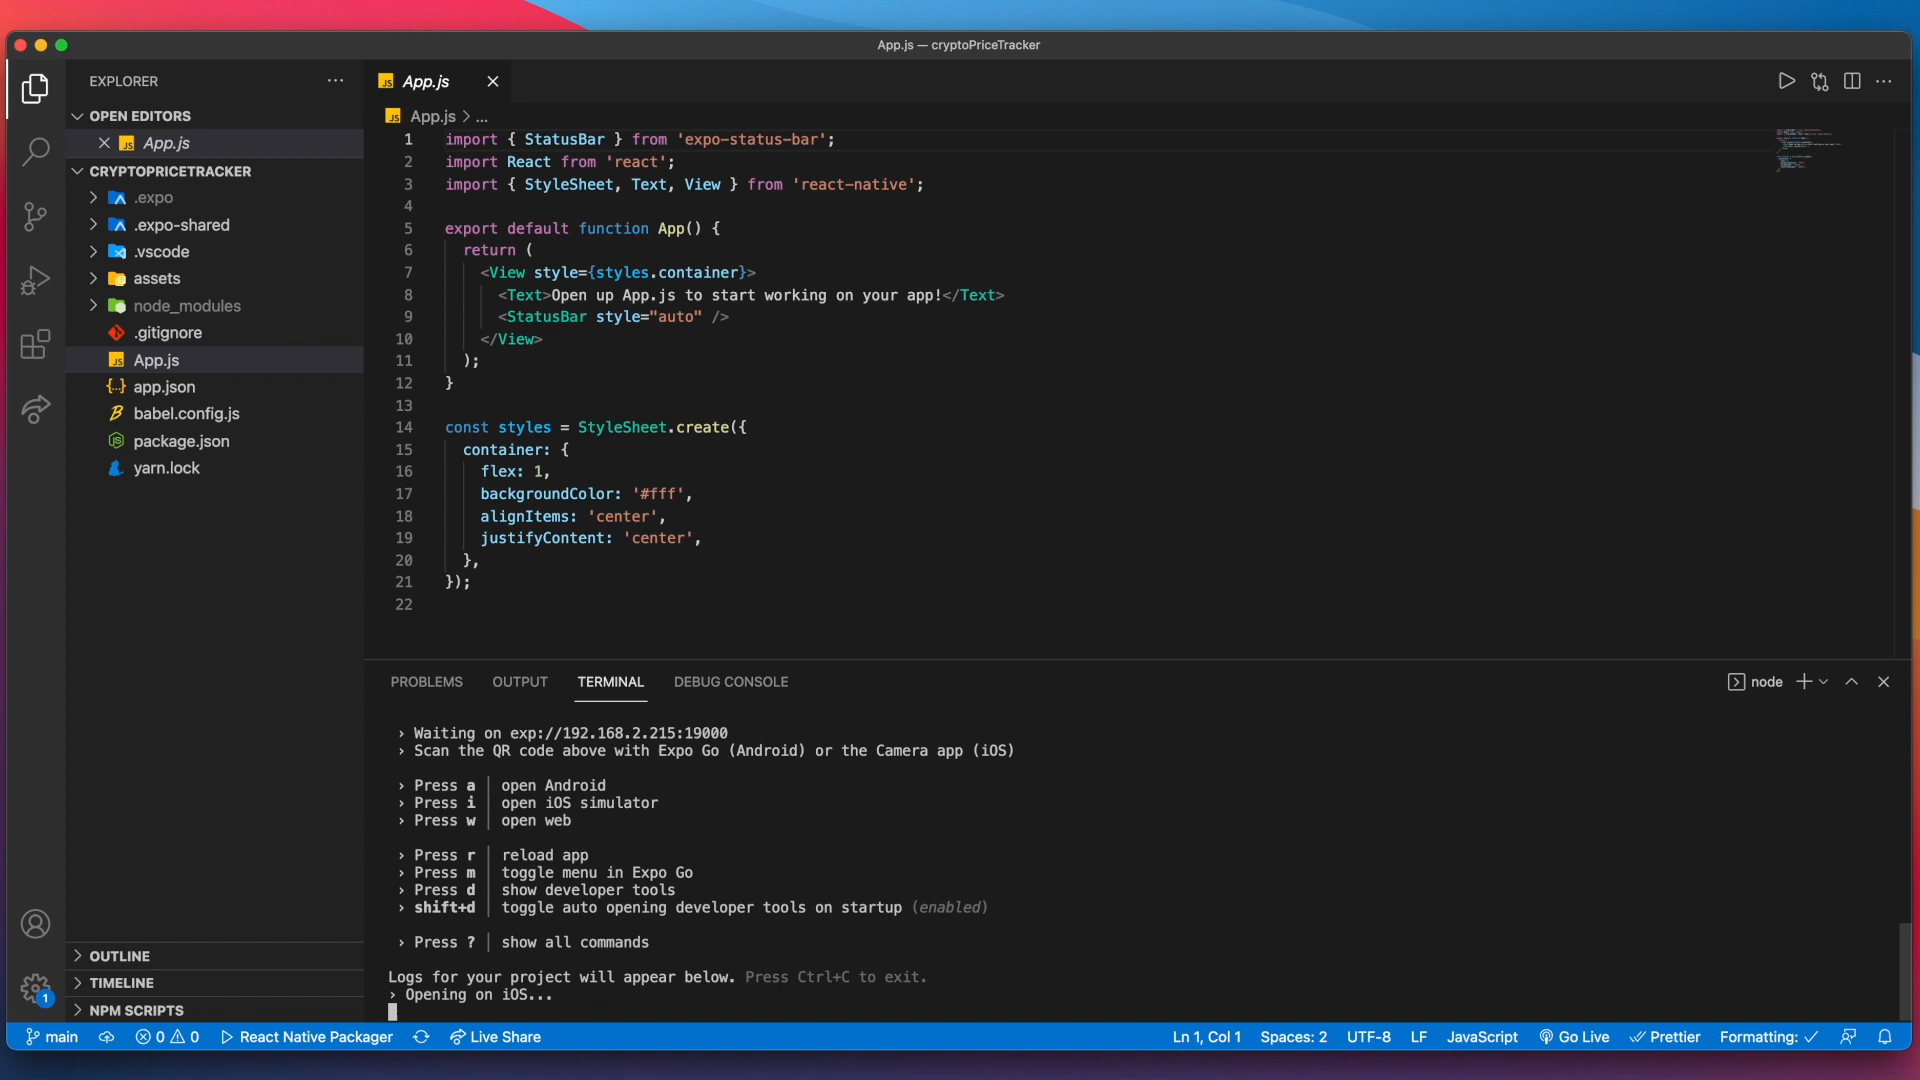 App.js — cryptoPriceTracker
EXPLORER
OPEN EDITORS
JS App.js
CRYPTOPRICETRACKER
.expo
.expo-shared
.vscode
assets
node_modules
.gitignore
JS App.js
{..} app.json
babel.config.js
package.json
yarn.lock
OUTLINE
TIMELINE
NPM SCRIPTS
1
JS App.js
JS App.js > ...
1 import { StatusBar } from 'expo-status-bar';
2 import React from 'react';
3 import { StyleSheet, Text, View } from 'react-native';
4
5 export default function App() {
6 return (
7 <View style={styles.container}>
8 <Text>Open up App.js to start working on your app!</Text>
9 <StatusBar style="auto" />
10 </View>
11 );
12 }
13
14 const styles = StyleSheet.create({
15 container: {
16 flex: 1,
17 backgroundColor: '#fff',
18 alignItems: 'center',
19 justifyContent: 'center',
20 },
21 });
22
PROBLEMS OUTPUT TERMINAL DEBUG CONSOLE node
› Waiting on exp://192.168.2.215:19000
› Scan the QR code above with Expo Go (Android) or the Camera app (iOS)
› Press a │ open Android
› Press i │ open iOS simulator
› Press w │ open web
› Press r │ reload app
› Press m │ toggle menu in Expo Go
› Press d │ show developer tools
› shift+d │ toggle auto opening developer tools on startup (enabled)
› Press ? │ show all commands
Logs for your project will appear below. Press Ctrl+C to exit.
› Opening on iOS...
main 0 0 React Native Packager Live Share Ln 1, Col 1 Spaces: 2 UTF-8 LF JavaScript Go Live Prettier Formatting: ✓